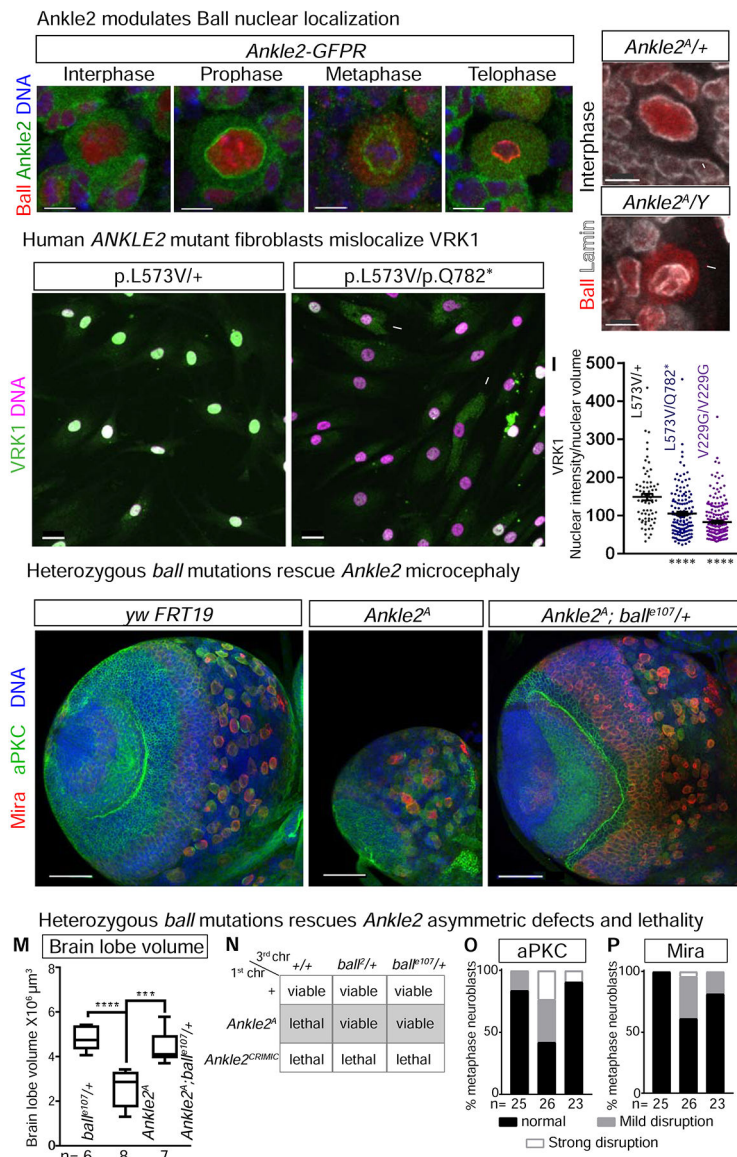 Ankle2 modulates Ball nuclear localization
Ankle2-GFPR
Interphase Prophase Metaphase Telophase
Ball Ankle2 DNA
Ankle2ᴬ/+
Interphase
Ankle2ᴬ/Y
Ball Lamin
Human ANKLE2 mutant fibroblasts mislocalize VRK1
p.L573V/+ p.L573V/p.Q782*
VRK1 DNA
I
VRK1
Nuclear intensity/nuclear volume
500
400
300
200
100
0
L573V/+
L573V/Q782*
V229G/V229G
**** ****
Heterozygous ball mutations rescue Ankle2 microcephaly
yw FRT19 Ankle2ᴬ Ankle2ᴬ; ballᵉ¹⁰⁷/+
Mira aPKC DNA
Heterozygous ball mutations rescues Ankle2 asymmetric defects and lethality
M Brain lobe volume
Brain lobe volume X10⁶ µm³
8
6
4
2
0
**** ***
ballᵉ¹⁰⁷/+
Ankle2ᴬ
Ankle2ᴬ;ballᵉ¹⁰⁷/+
n= 6 8 7
N
3ʳᵈ chr
1ˢᵗ chr
+/+ ball²/+ ballᵉ¹⁰⁷/+
+ viable viable viable
Ankle2ᴬ lethal viable viable
Ankle2ᶜᴿᴵᴹᴵᶜ lethal lethal lethal
O aPKC
% metaphase neuroblasts
100
50
0
n= 25 26 23
P Mira
% metaphase neuroblasts
100
50
0
n= 25 26 23
normal Mild disruption
Strong disruption